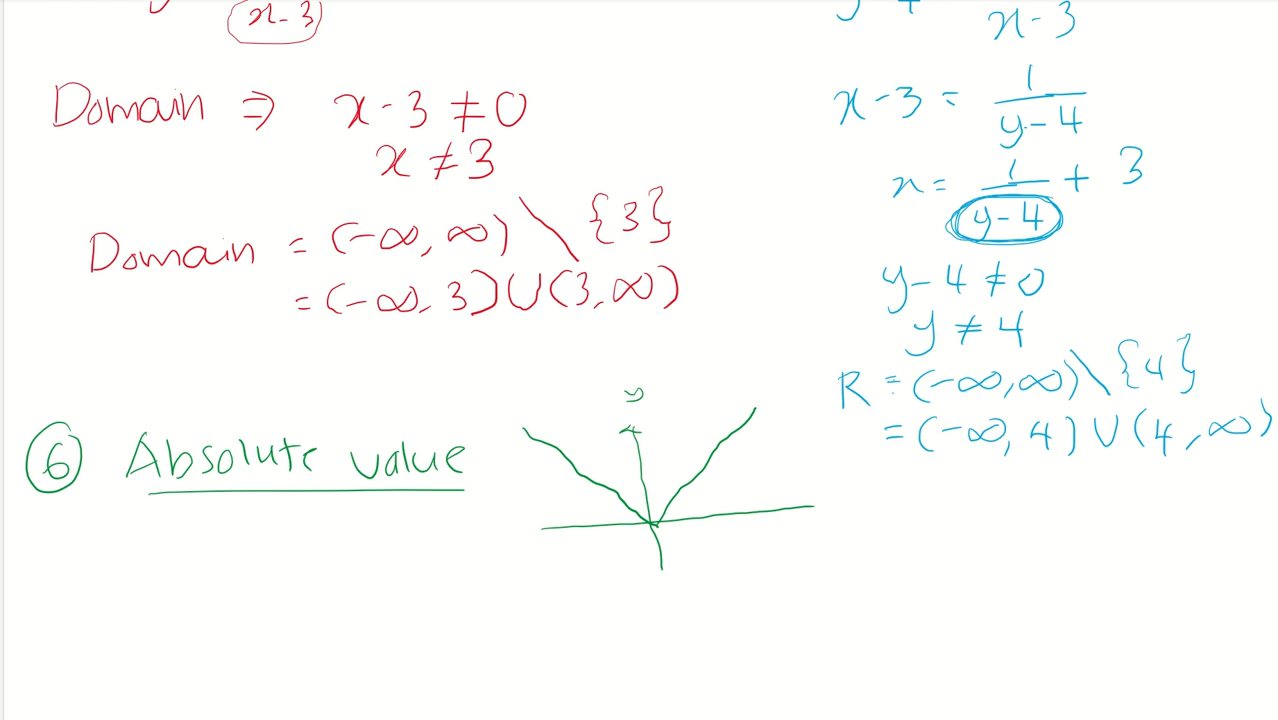 x-3
Domain ⇒ x-3 ≠ 0
x ≠ 3
Domain = (-∞, ∞) \ {3}
= (-∞, 3) ∪ (3, ∞)
x-3
x-3 = 1/(y-4)
x = 1/(y-4) + 3
y-4 ≠ 0
y ≠ 4
R = (-∞, ∞) \ {4}
= (-∞, 4) ∪ (4, ∞)
6 Absolute value
y